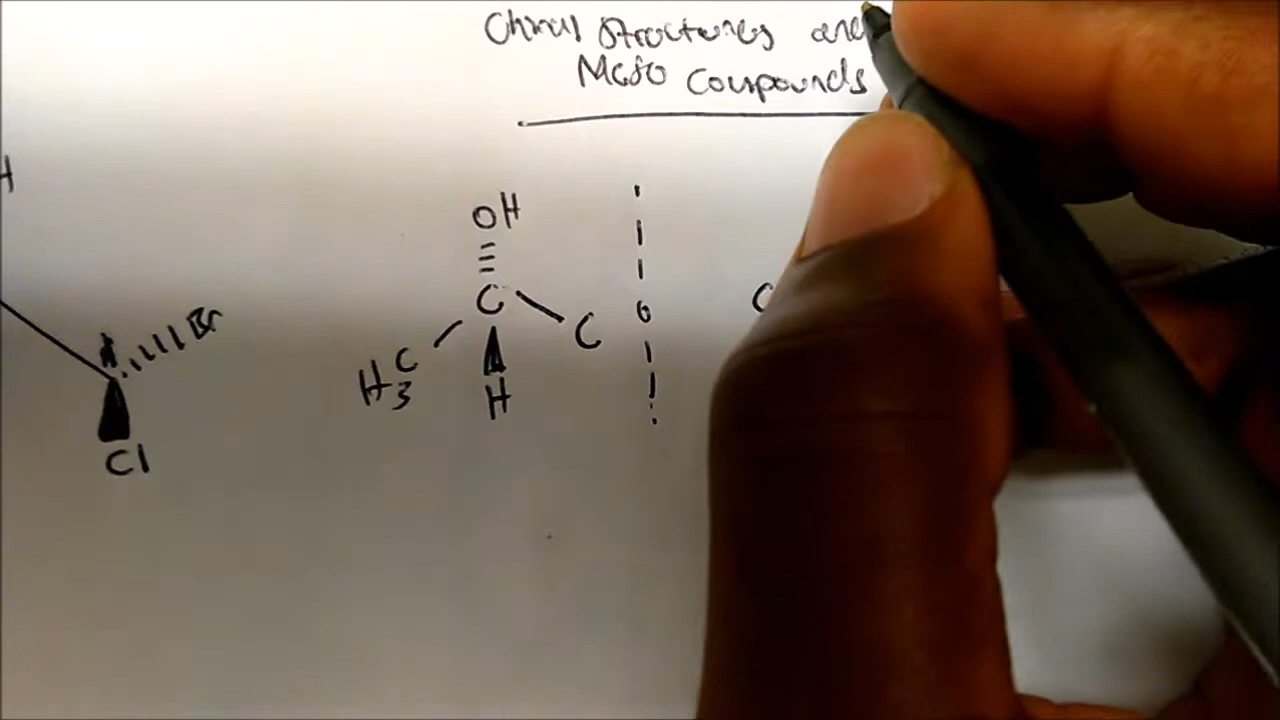 Chiral Structures and
Meso Compounds
H
OH
C
C
H3C
H
Br
Cl
C